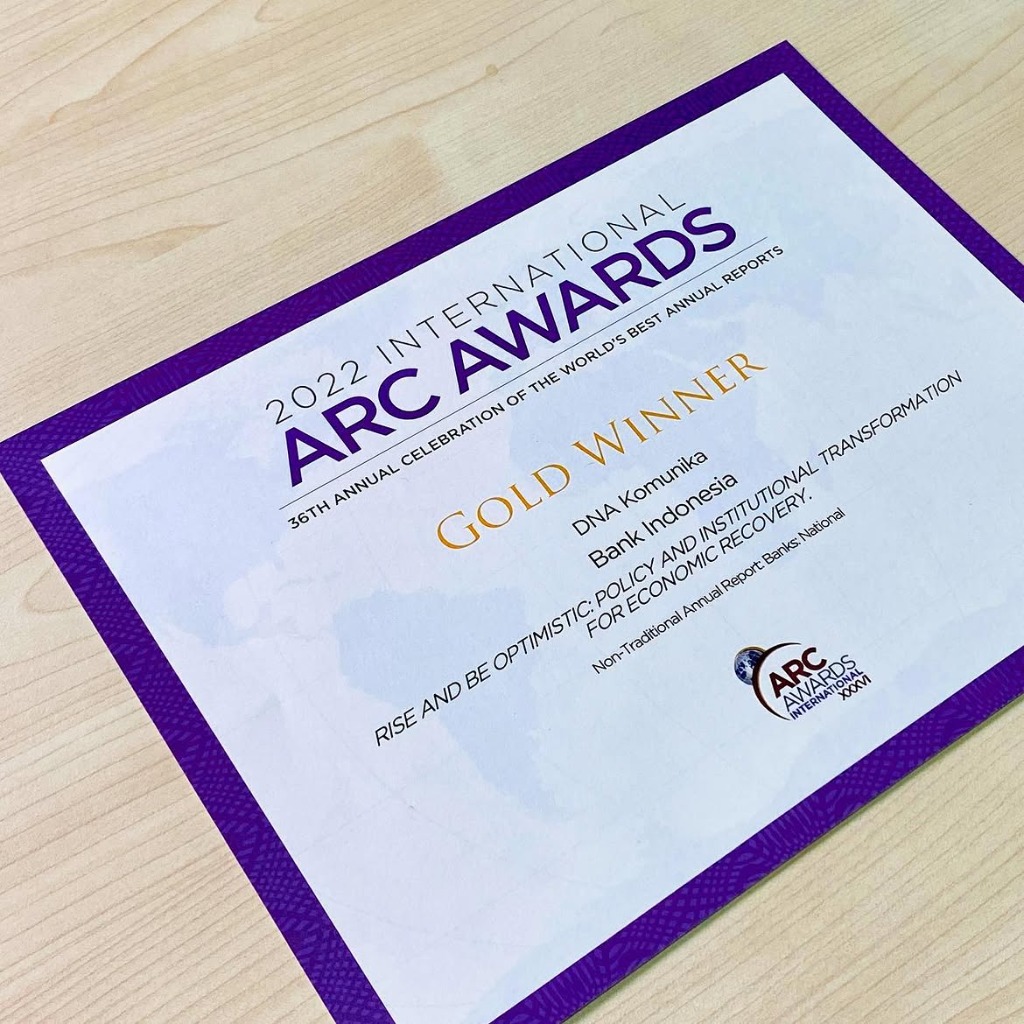 2022 INTERNATIONAL
ARC AWARDS
36TH ANNUAL CELEBRATION OF THE WORLD'S BEST ANNUAL REPORTS
GOLD WINNER
DNA Komunika
Bank Indonesia
RISE AND BE OPTIMISTIC: POLICY AND INSTITUTIONAL TRANSFORMATION
FOR ECONOMIC RECOVERY.
Non-Traditional Annual Report: Banks: National
ARC
AWARDS
INTERNATIONAL
XXXVI